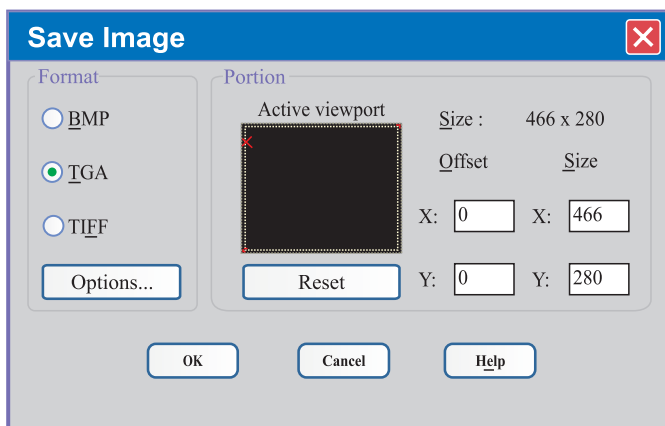 Save Image
Format
BMP
TGA
TIFF
Options...
Portion
Active viewport
Reset
Size : 466 x 280
Offset Size
X: 0 X: 466
Y: 0 Y: 280
OK Cancel Help